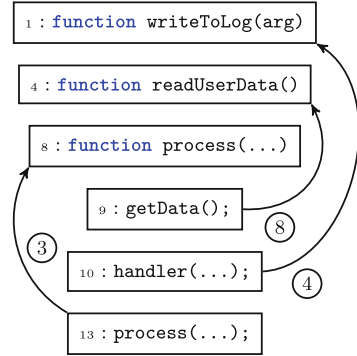 1 : function writeToLog(arg)
4 : function readUserData()
8 : function process(...)
9 : getData();
8
3
10 : handler(...);
4
13 : process(...);